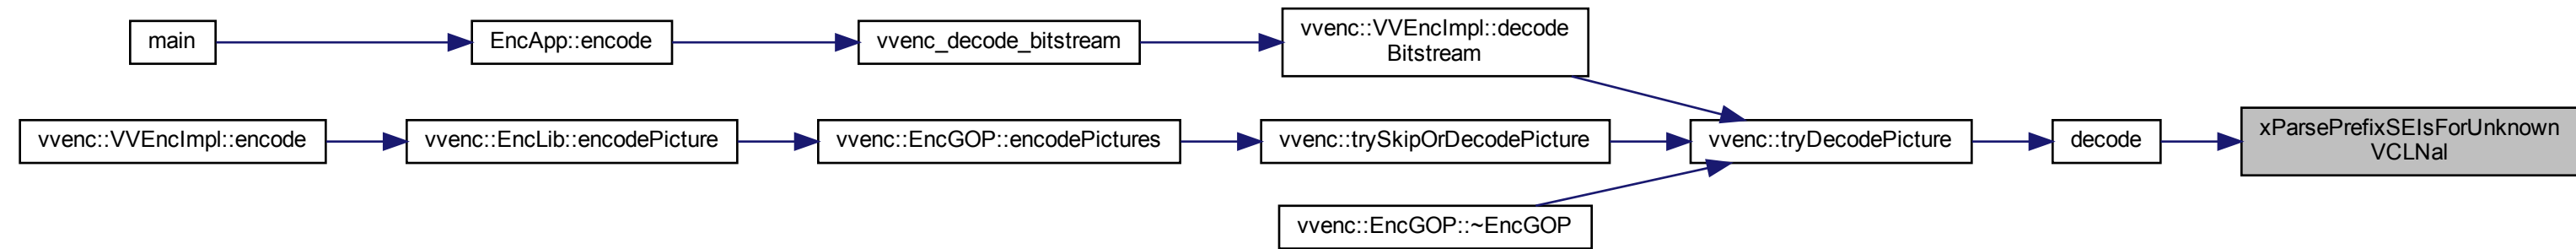 main
EncApp::encode
vvenc_decode_bitstream
vvenc::VVEncImpl::decode
Bitstream
vvenc::VVEncImpl::encode
vvenc::EncLib::encodePicture
vvenc::EncGOP::encodePictures
vvenc::trySkipOrDecodePicture
vvenc::tryDecodePicture
decode
xParsePrefixSEIsForUnknown
VCLNal
vvenc::EncGOP::~EncGOP